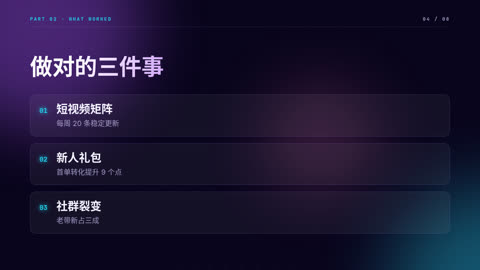 PART 02 · WHAT WORKED
04 / 08
做对的三件事
01
短视频矩阵
每周 20 条稳定更新
02
新人礼包
首单转化提升 9 个点
03
社群裂变
老带新占三成